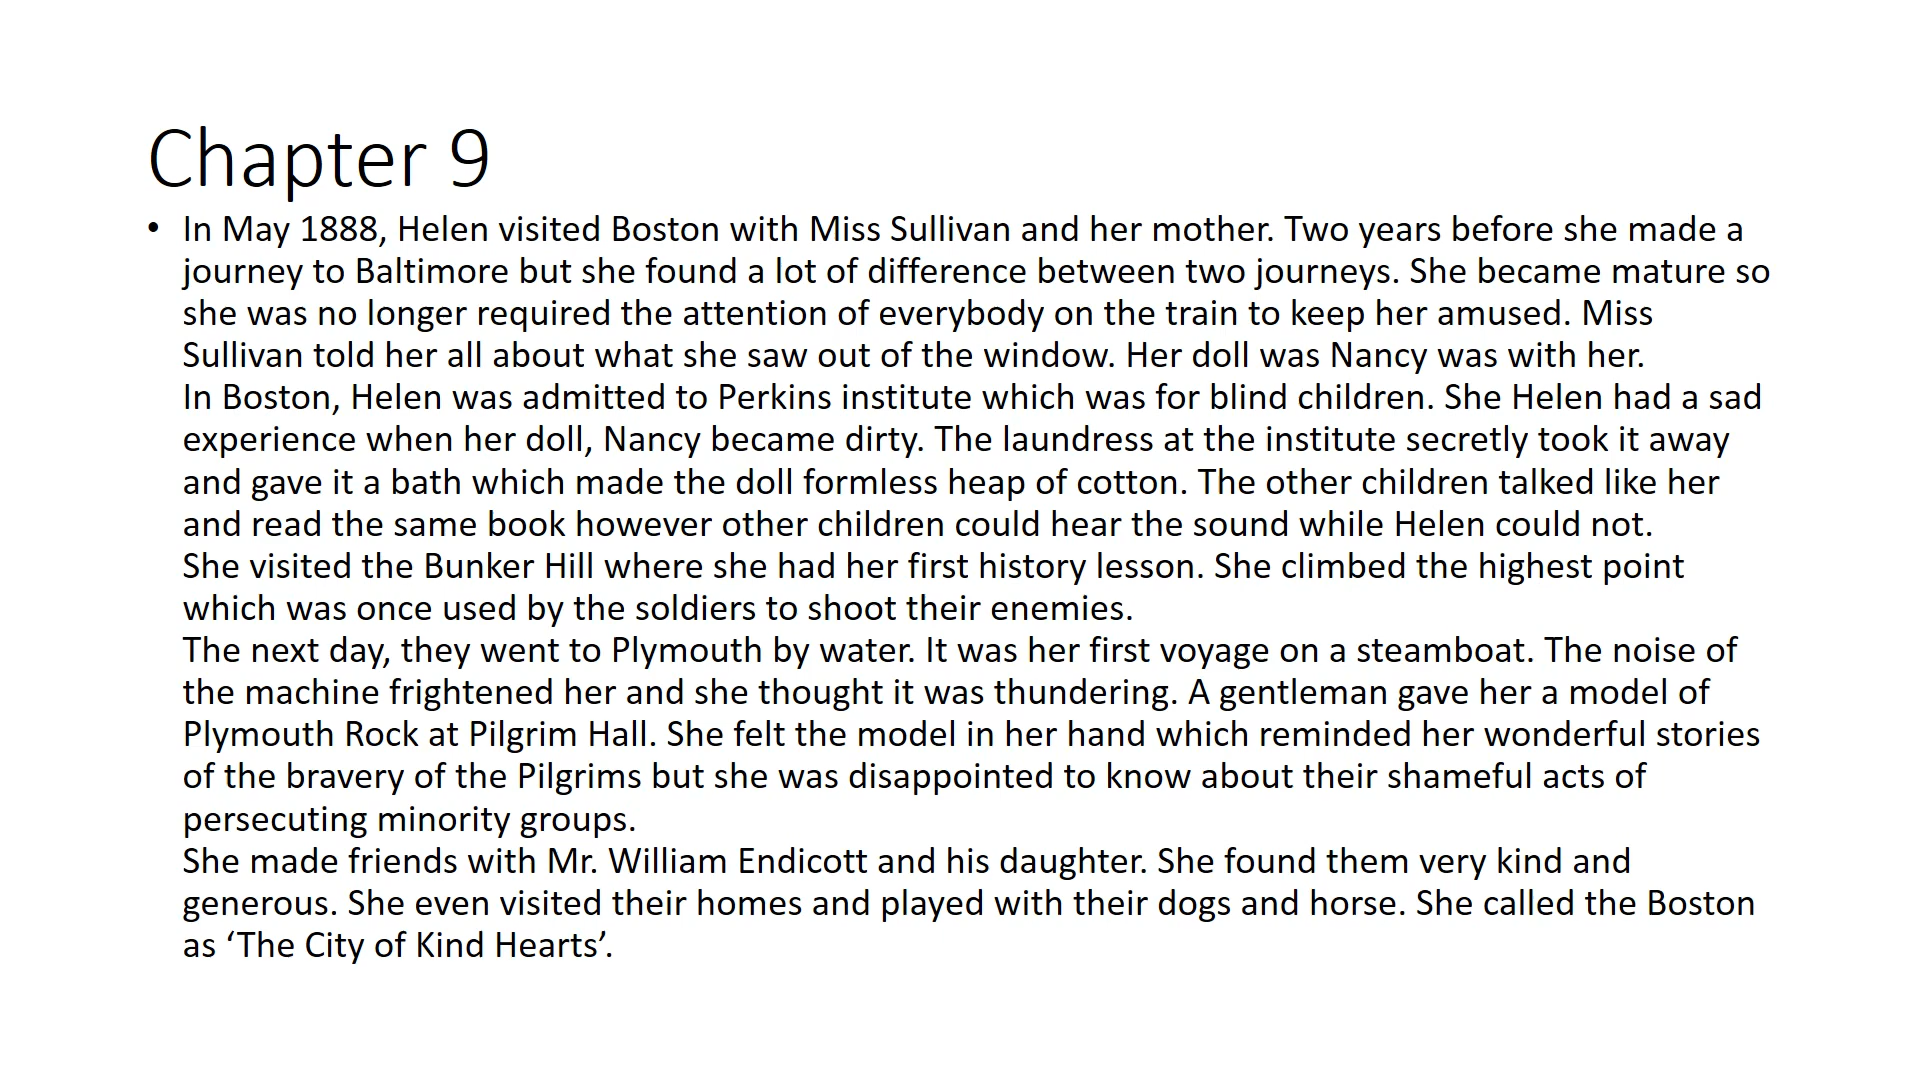 Chapter 9
• In May 1888, Helen visited Boston with Miss Sullivan and her mother. Two years before she made a
journey to Baltimore but she found a lot of difference between two journeys. She became mature so
she was no longer required the attention of everybody on the train to keep her amused. Miss
Sullivan told her all about what she saw out of the window. Her doll was Nancy was with her.
In Boston, Helen was admitted to Perkins institute which was for blind children. She Helen had a sad
experience when her doll, Nancy became dirty. The laundress at the institute secretly took it away
and gave it a bath which made the doll formless heap of cotton. The other children talked like her
and read the same book however other children could hear the sound while Helen could not.
She visited the Bunker Hill where she had her first history lesson. She climbed the highest point
which was once used by the soldiers to shoot their enemies.
The next day, they went to Plymouth by water. It was her first voyage on a steamboat. The noise of
the machine frightened her and she thought it was thundering. A gentleman gave her a model of
Plymouth Rock at Pilgrim Hall. She felt the model in her hand which reminded her wonderful stories
of the bravery of the Pilgrims but she was disappointed to know about their shameful acts of
persecuting minority groups.
She made friends with Mr. William Endicott and his daughter. She found them very kind and
generous. She even visited their homes and played with their dogs and horse. She called the Boston
as ‘The City of Kind Hearts’.